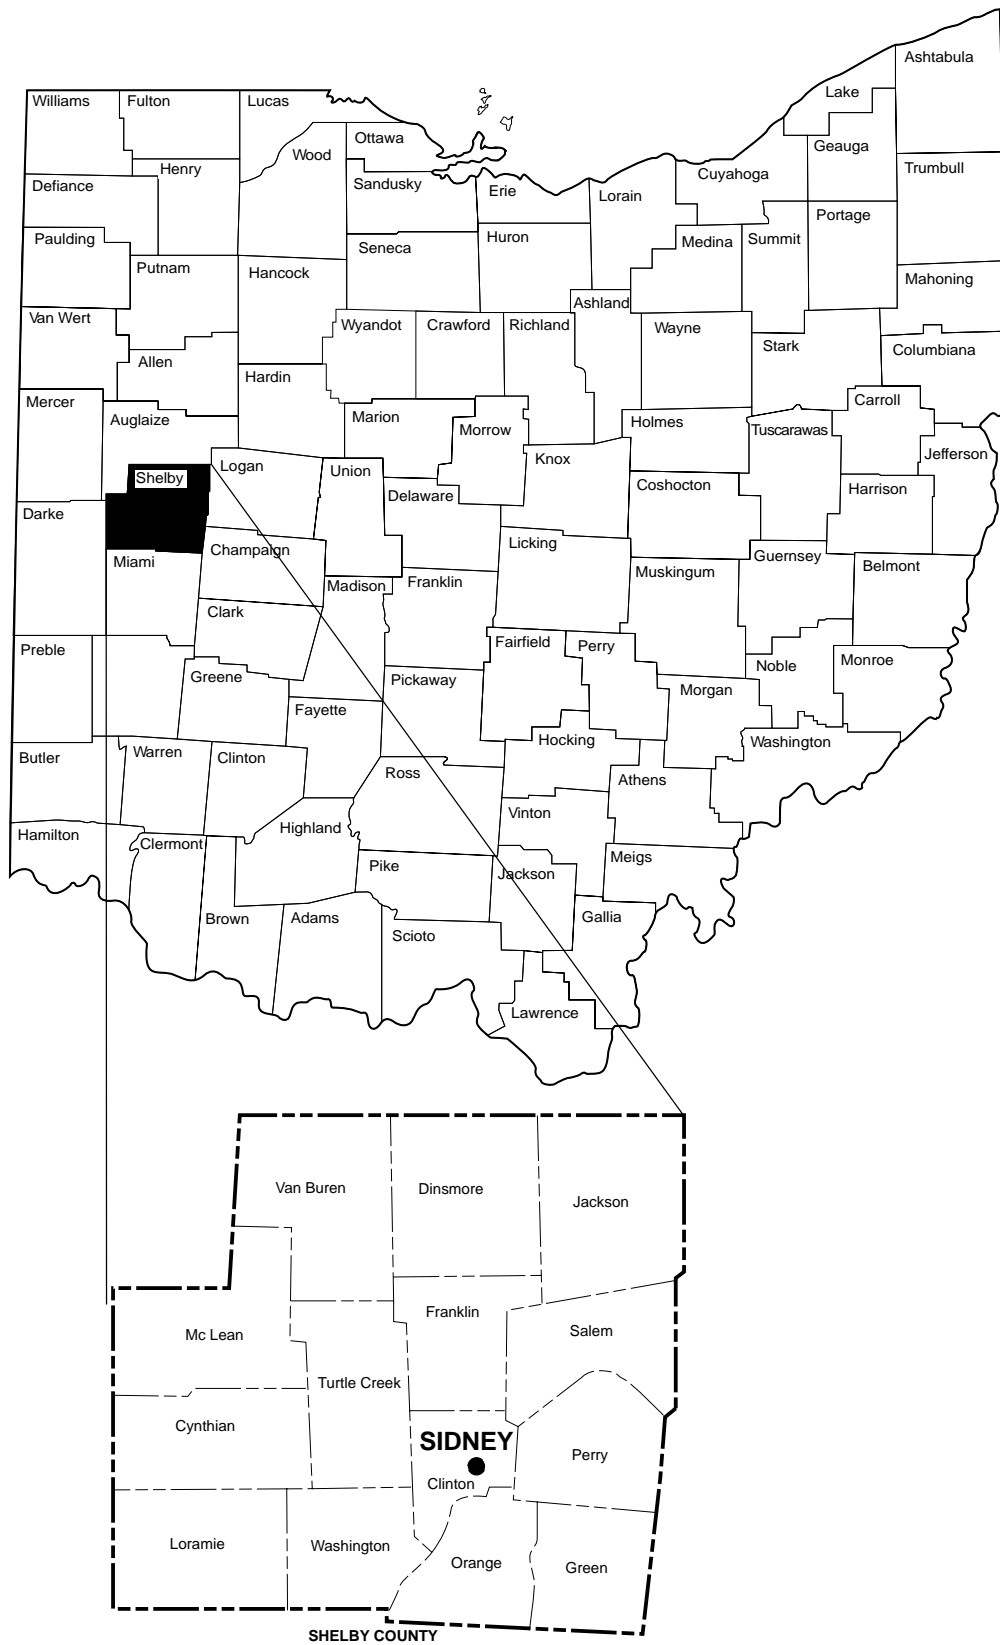 Ashtabula
Lake
Williams
Fulton
Lucas
Ottawa
Geauga
Wood
Henry
Trumbull
Cuyahoga
Defiance
Sandusky
Erie
Lorain
Portage
Paulding
Huron
Medina
Summit
Seneca
Putnam
Hancock
Mahoning
Ashland
Van Wert
Wyandot
Crawford
Richland
Wayne
Stark
Columbiana
Allen
Hardin
Mercer
Carroll
Auglaize
Marion
Morrow
Holmes
Tuscarawas
Jefferson
Knox
Logan
Union
Shelby
Coshocton
Harrison
Delaware
Darke
Licking
Champaign
Guernsey
Miami
Belmont
Muskingum
Madison
Franklin
Clark
Fairfield
Perry
Preble
Noble
Monroe
Greene
Pickaway
Morgan
Fayette
Hocking
Washington
Warren
Butler
Clinton
Ross
Athens
Vinton
Highland
Hamilton
Clermont
Meigs
Pike
Jackson
Brown
Adams
Gallia
Scioto
Lawrence
Van Buren
Dinsmore
Jackson
Franklin
Salem
Mc Lean
Turtle Creek
Cynthian
SIDNEY
Perry
Clinton
Loramie
Washington
Orange
Green
SHELBY COUNTY